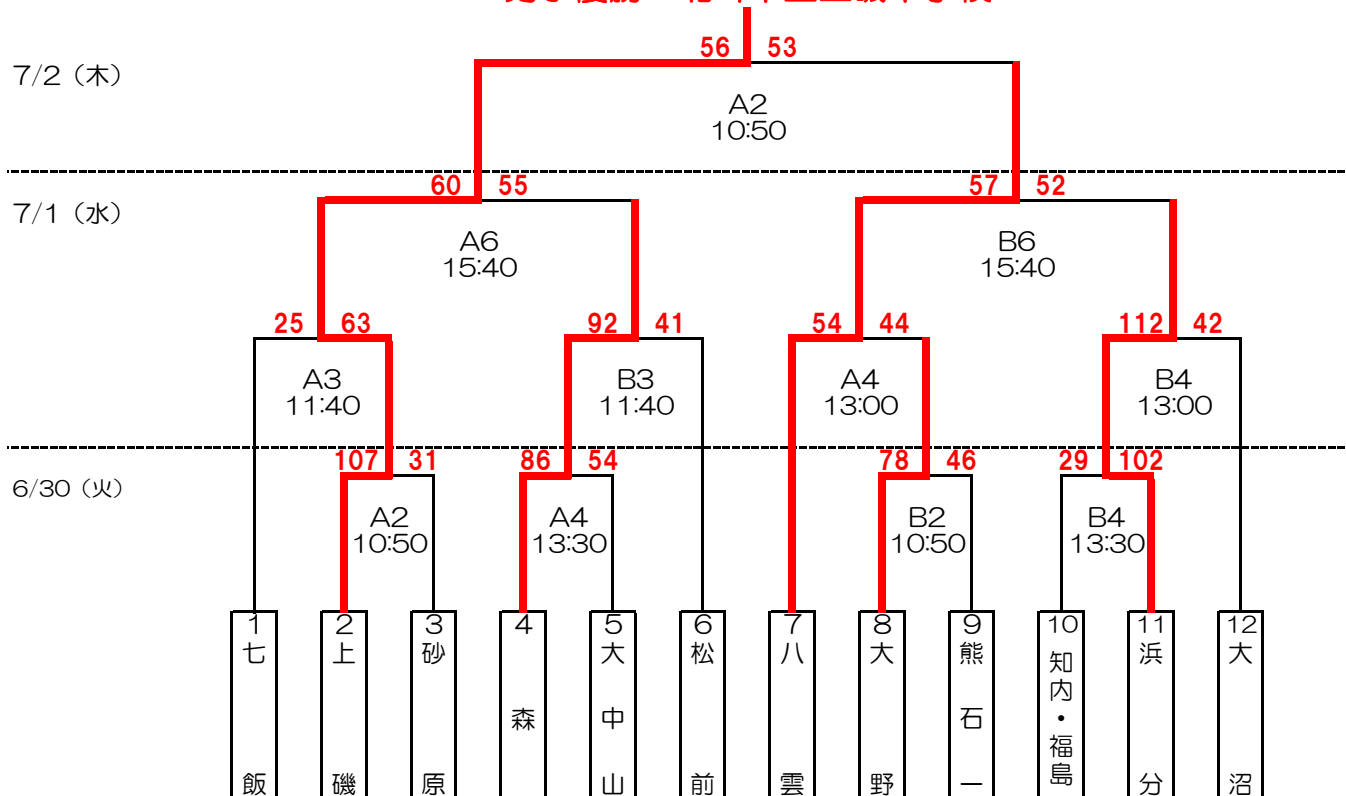 56 53
7/2（木）
A2
10:50
60 55 57 52
7/1（水）
A6 B6
15:40 15:40
25 63 92 41 54 44 112 42
A3 B3 A4 B4
11:40 11:40 13:00 13:00
107 31 86 54 78 46 29 102
6/30（火）
A2 A4 B2 B4
10:50 13:30 10:50 13:30
1 七飯
2 上磯
3 砂原
4 森
5 大中山
6 松前
7 八雲
8 大野
9 熊石一
10 知内・福島
11 浜分
12 大沼